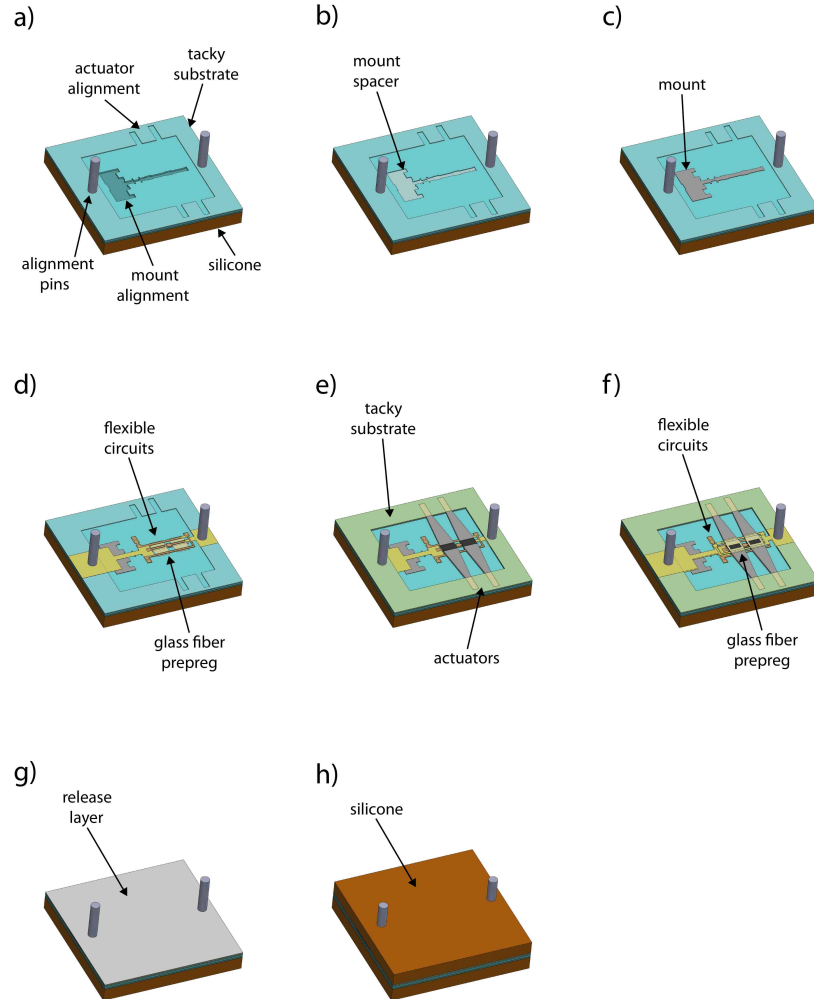 a)
actuator
alignment
tacky
substrate
alignment
pins
mount
alignment
silicone
b)
mount
spacer
c)
mount
d)
flexible
circuits
glass fiber
prepreg
e)
tacky
substrate
actuators
f)
flexible
circuits
glass fiber
prepreg
g)
release
layer
h)
silicone